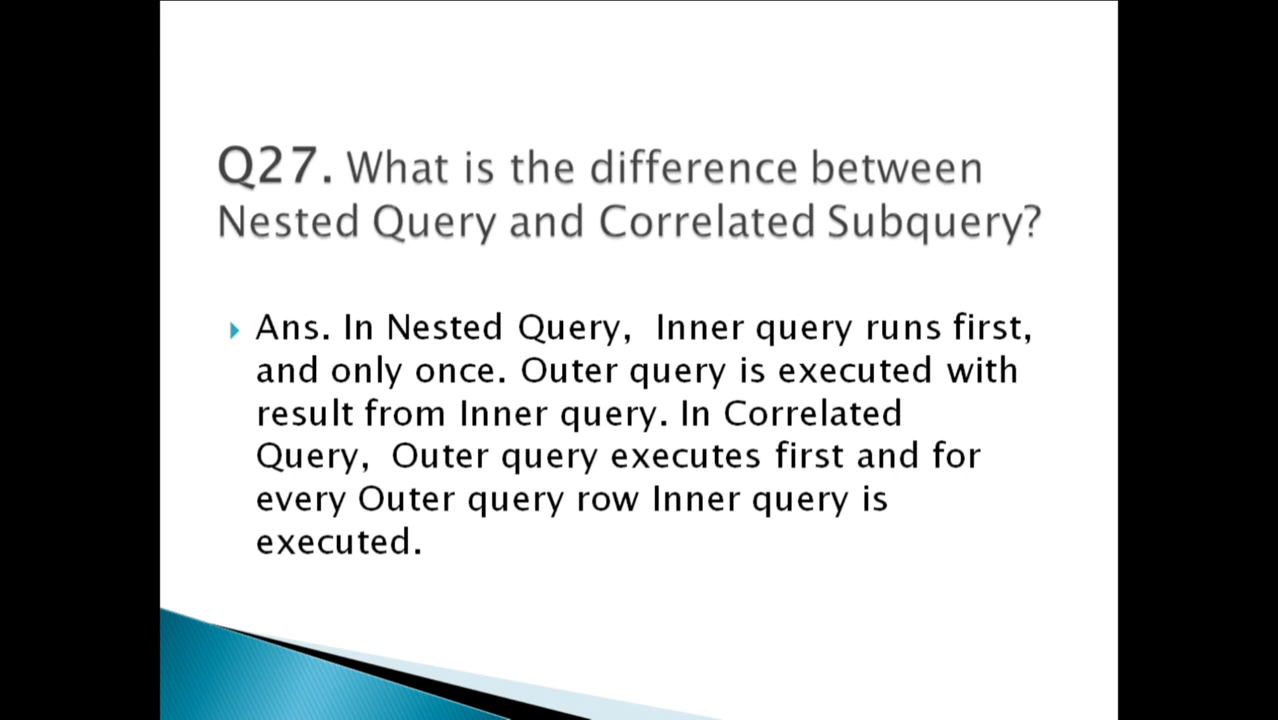 Q27. What is the difference between
Nested Query and Correlated Subquery?
Ans. In Nested Query,  Inner query runs first,
and only once. Outer query is executed with
result from Inner query. In Correlated
Query,  Outer query executes first and for
every Outer query row Inner query is
executed.